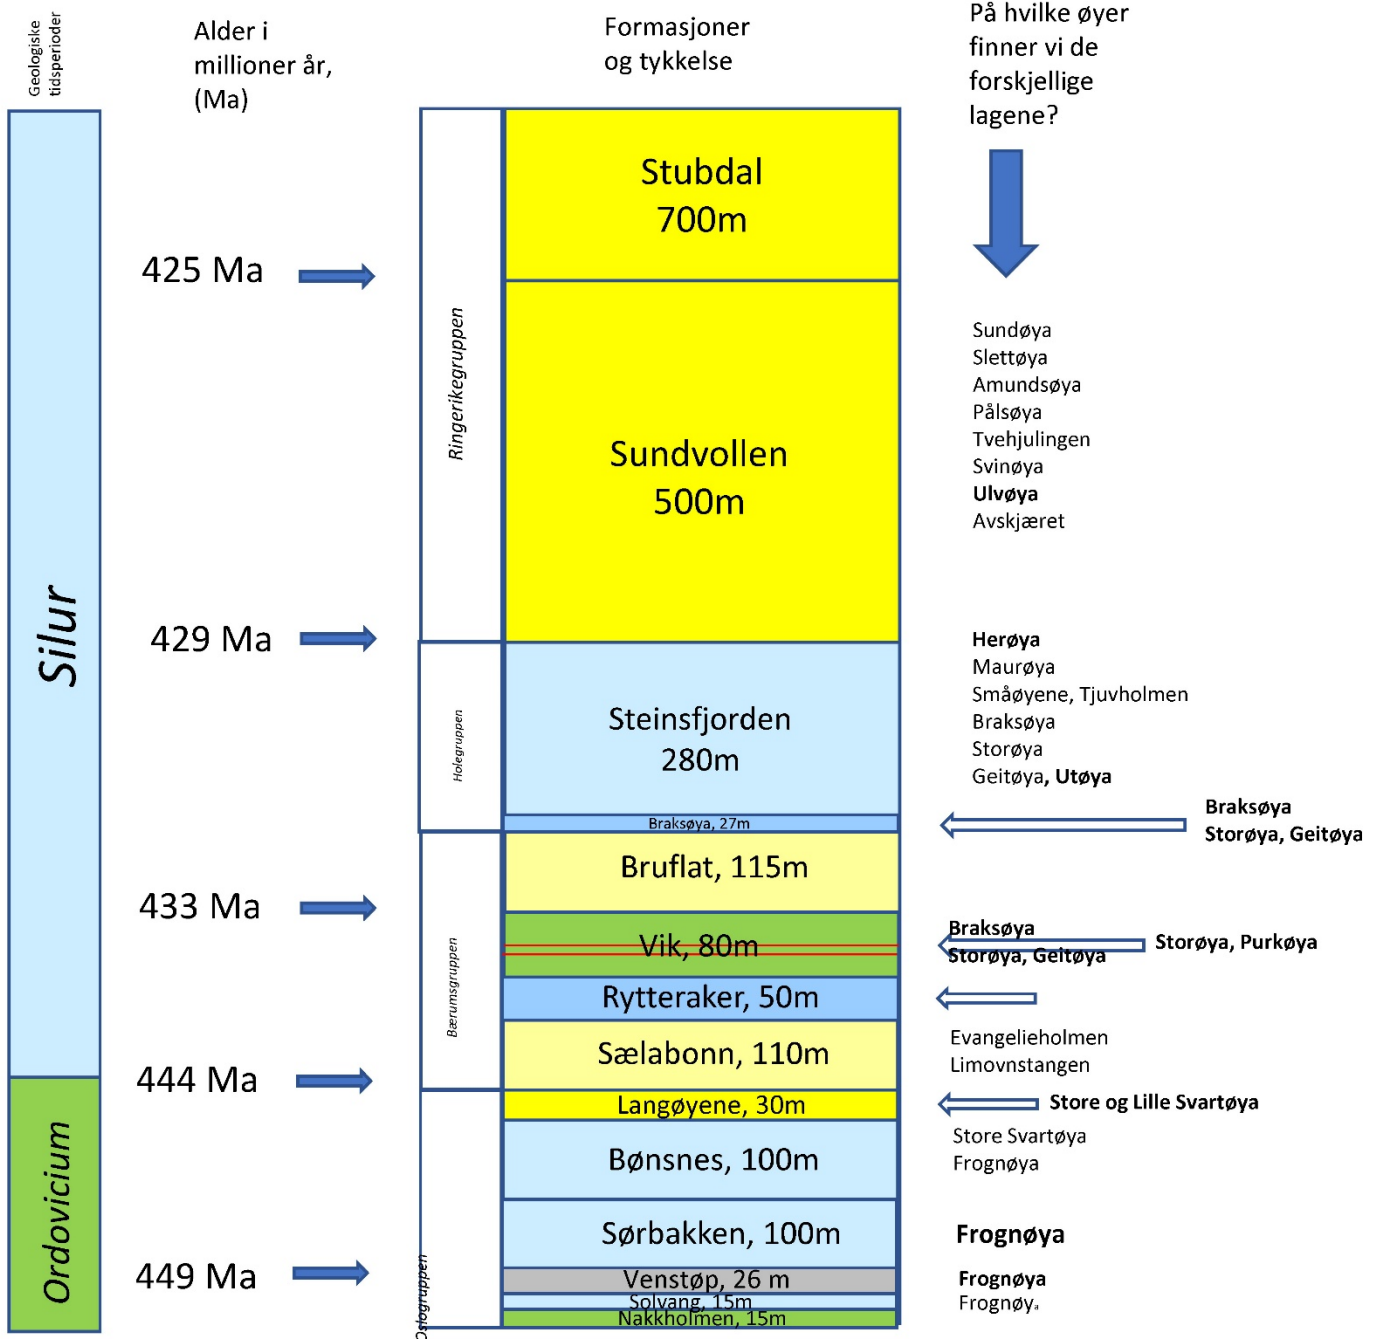 Geologiske
tidsperioder
Alder i
millioner år,
(Ma)
Formasjoner
og tykkelse
På hvilke øyer
finner vi de
forskjellige
lagene?
Silur
Ordovicium
425 Ma
429 Ma
433 Ma
444 Ma
449 Ma
Ringerikegruppen
Holegruppen
Bærumsgruppen
Oslogruppen
Stubdal
700m
Sundvollen
500m
Steinsfjorden
280m
Braksøya, 27m
Bruflat, 115m
Vik, 80m
Rytteraker, 50m
Sælabonn, 110m
Langøyene, 30m
Bønsnes, 100m
Sørbakken, 100m
Venstøp, 26 m
Solvang, 15m
Nakkholmen, 15m
Sundøya
Slettøya
Amundsøya
Pålsøya
Tvehjulingen
Svinøya
Ulvøya
Avskjæret
Herøya
Maurøya
Småøyene, Tjuvholmen
Braksøya
Storøya
Geitøya, Utøya
Braksøya
Storøya, Geitøya
Braksøya
Storøya, Geitøya
Storøya, Purkøya
Evangelieholmen
Limovnstangen
Store og Lille Svartøya
Store Svartøya
Frognøya
Frognøya
Frognøya
Frognøya